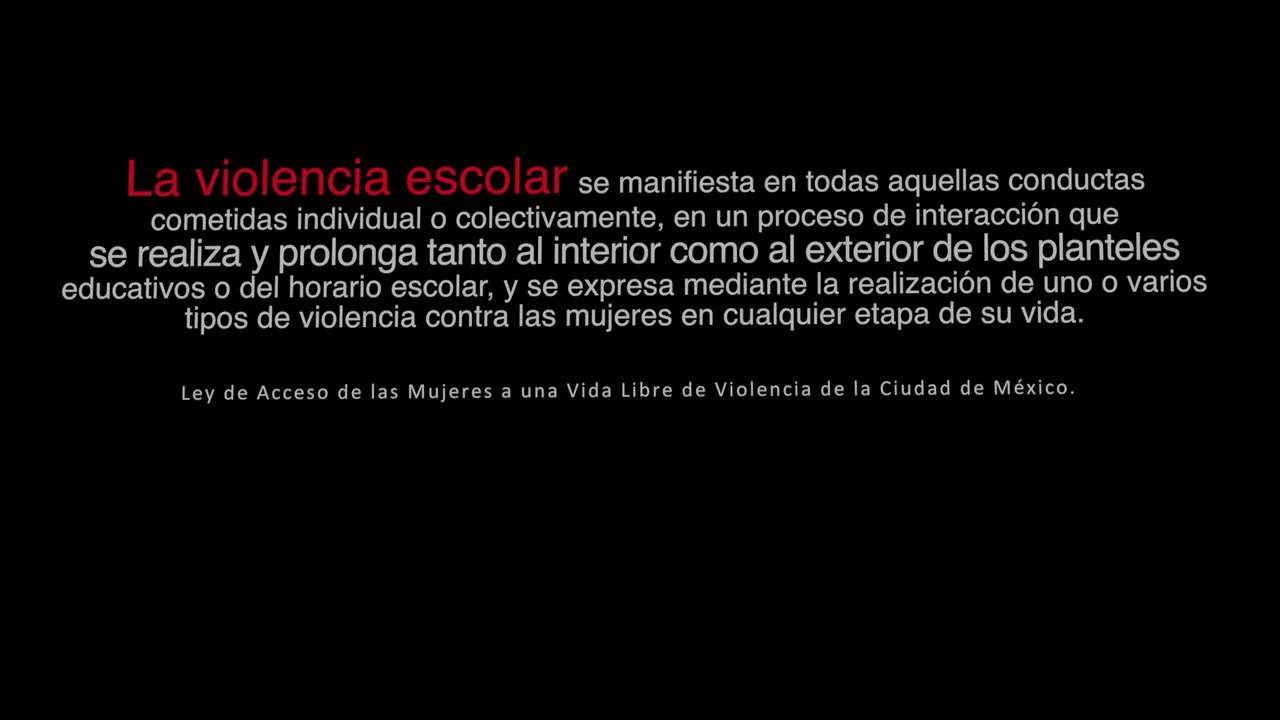 La violencia escolar se manifiesta en todas aquellas conductas
cometidas individual o colectivamente, en un proceso de interacción que
se realiza y prolonga tanto al interior como al exterior de los planteles
educativos o del horario escolar, y se expresa mediante la realización de uno o varios
tipos de violencia contra las mujeres en cualquier etapa de su vida.
Ley de Acceso de las Mujeres a una Vida Libre de Violencia de la Ciudad de México.